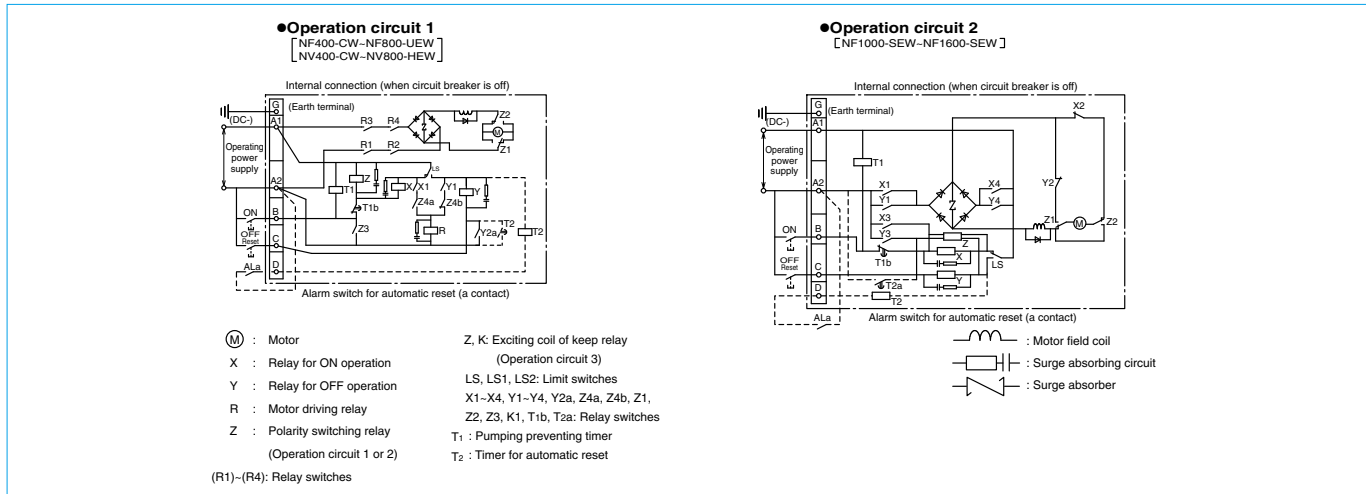 ●Operation circuit 1
NF400-CW~NF800-UEW
NV400-CW~NV800-HEW
Internal connection (when circuit breaker is off)
G
(Earth terminal)
(DC-)
A1
R3
R4
Z
Z2
M
Z1
R1
R2
Operating
power
supply
LS
A2
T1
Z
X
X1
Y1
Y
Z4a
Z4b
T1b
ON
B
Z3
R
Y2a
T2
T2
OFF
Reset
C
ALa
D
Alarm switch for automatic reset (a contact)
●Operation circuit 2
NF1000-SEW~NF1600-SEW
Internal connection (when circuit breaker is off)
X2
G
(Earth terminal)
(DC-)
A1
Operating
power
supply
T1
A2
X1
Y1
Z
X4
Y4
Y2
X3
Z1
M
Z2
ON
B
Y3
Z
T1b
X
LS
OFF
Reset
C
Y
T2a
D
T2
ALa
Alarm switch for automatic reset (a contact)
M : Motor
X : Relay for ON operation
Y : Relay for OFF operation
R : Motor driving relay
Z : Polarity switching relay
(Operation circuit 1 or 2)
(R1)~(R4): Relay switches
Z, K: Exciting coil of keep relay
(Operation circuit 3)
LS, LS1, LS2: Limit switches
X1~X4, Y1~Y4, Y2a, Z4a, Z4b, Z1,
Z2, Z3, K1, T1b, T2a: Relay switches
T1 : Pumping preventing timer
T2 : Timer for automatic reset
: Motor field coil
: Surge absorbing circuit
: Surge absorber